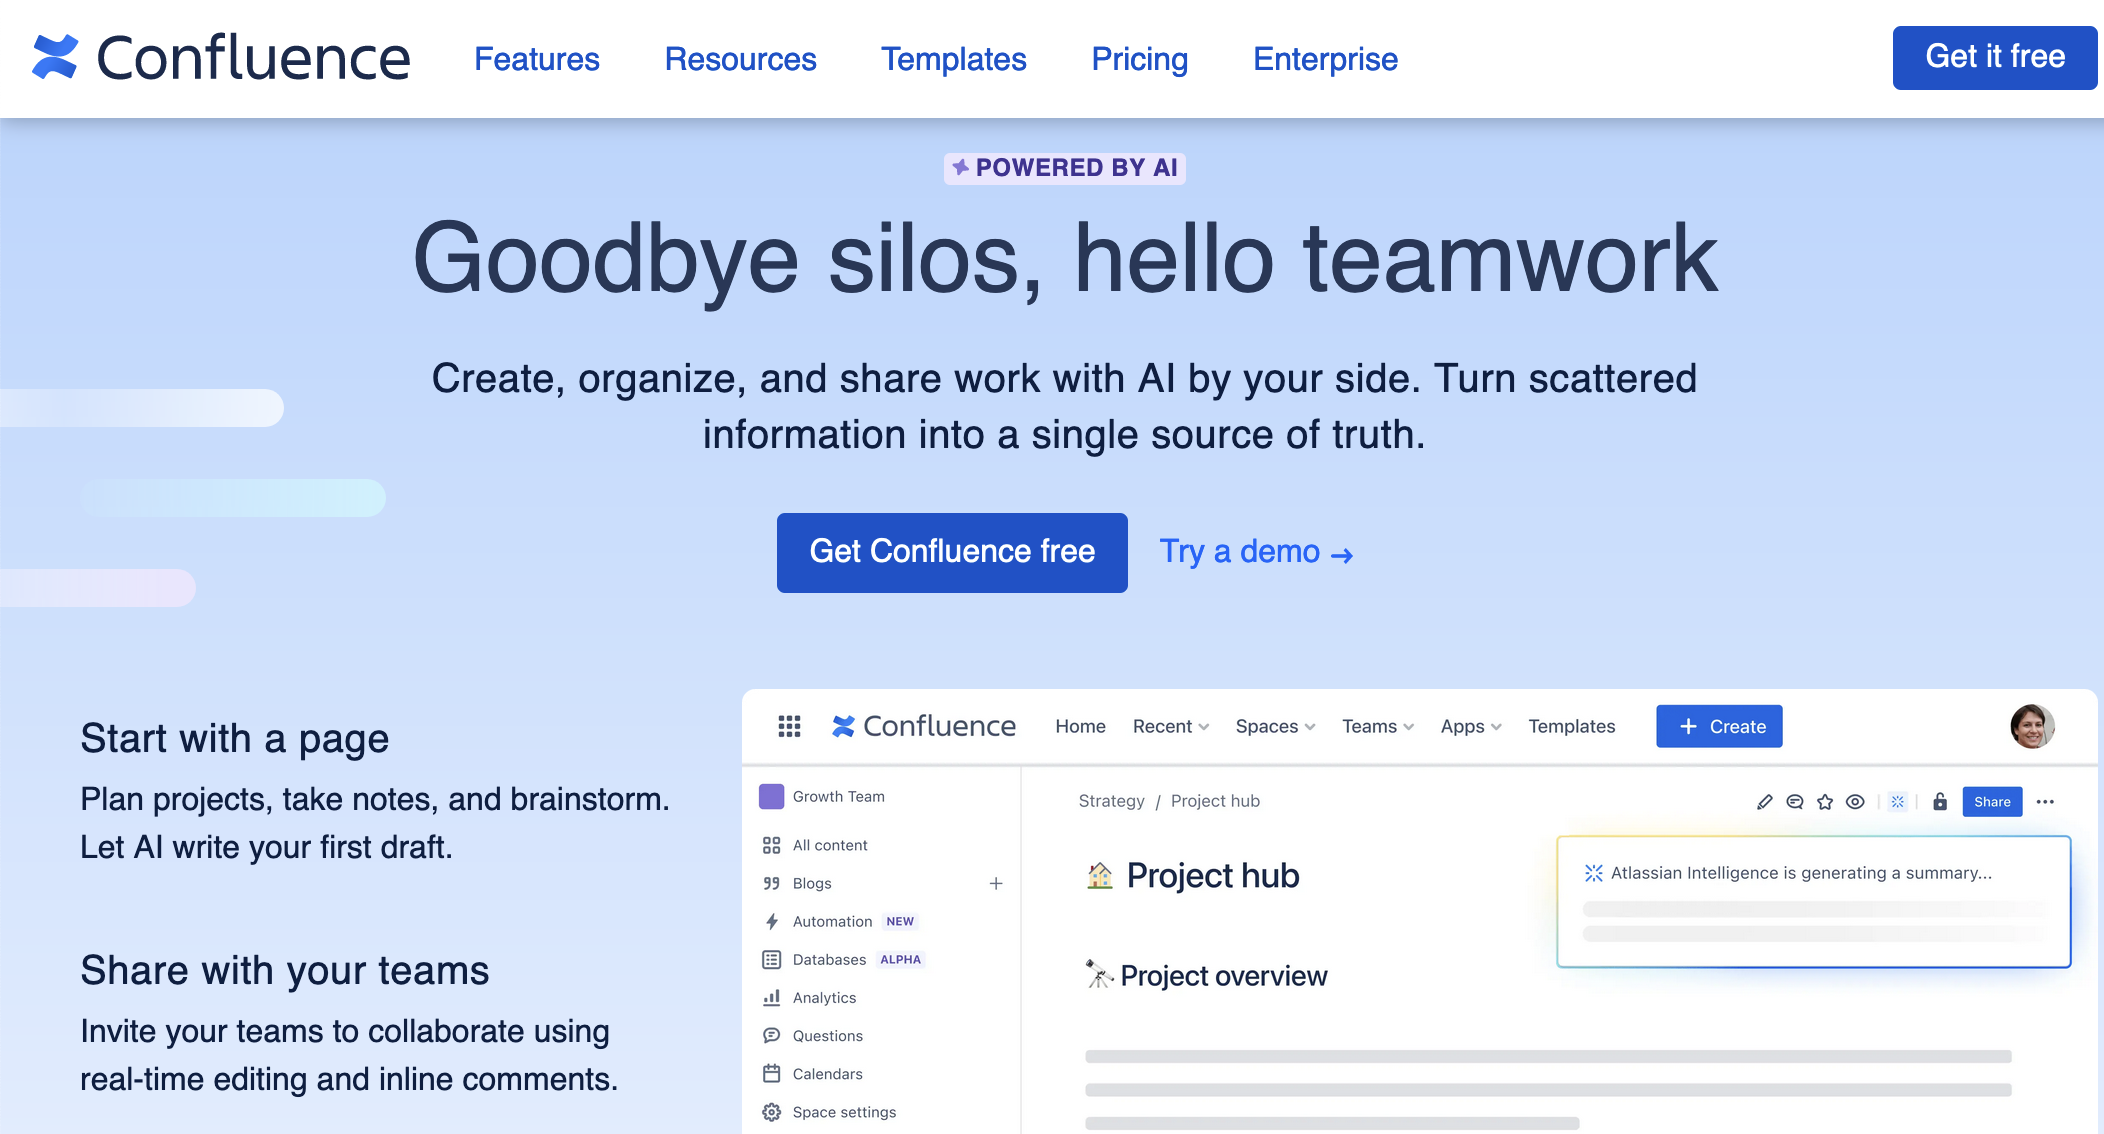 Confluence
Features
Resources
Templates
Pricing
Enterprise
Get it free
POWERED BY AI
Goodbye silos, hello teamwork
Create, organize, and share work with AI by your side. Turn scattered
information into a single source of truth.
Get Confluence free
Try a demo →
Start with a page
Plan projects, take notes, and brainstorm.
Let AI write your first draft.
Share with your teams
Invite your teams to collaborate using
real-time editing and inline comments.
Confluence
Home
Recent
Spaces
Teams
Apps
Templates
+ Create
Growth Team
All content
Blogs
Automation NEW
Databases ALPHA
Analytics
Questions
Calendars
Space settings
Strategy / Project hub
Share
Project hub
Atlassian Intelligence is generating a summary...
Project overview